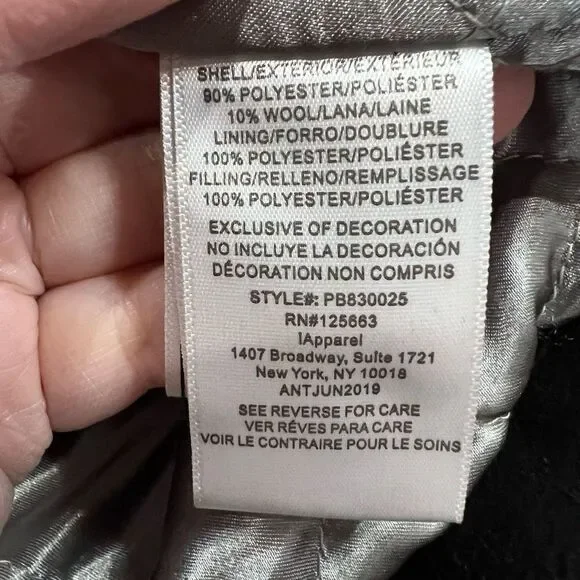 SHELL/EXTERIOR/EXTÉRIEUR
90% POLYESTER/POLIÉSTER
10% WOOL/LANA/LAINE
LINING/FORRO/DOUBLURE
100% POLYESTER/POLIÉSTER
FILLING/RELLENO/REMPLISSAGE
100% POLYESTER/POLIÉSTER
EXCLUSIVE OF DECORATION
NO INCLUYE LA DECORACIÓN
DÉCORATION NON COMPRIS
STYLE#: PB830025
RN#125663
IApparel
1407 Broadway, Suite 1721
New York, NY 10018
ANTJUN2019
SEE REVERSE FOR CARE
VER RÉVES PARA CARE
VOIR LE CONTRAIRE POUR LE SOINS